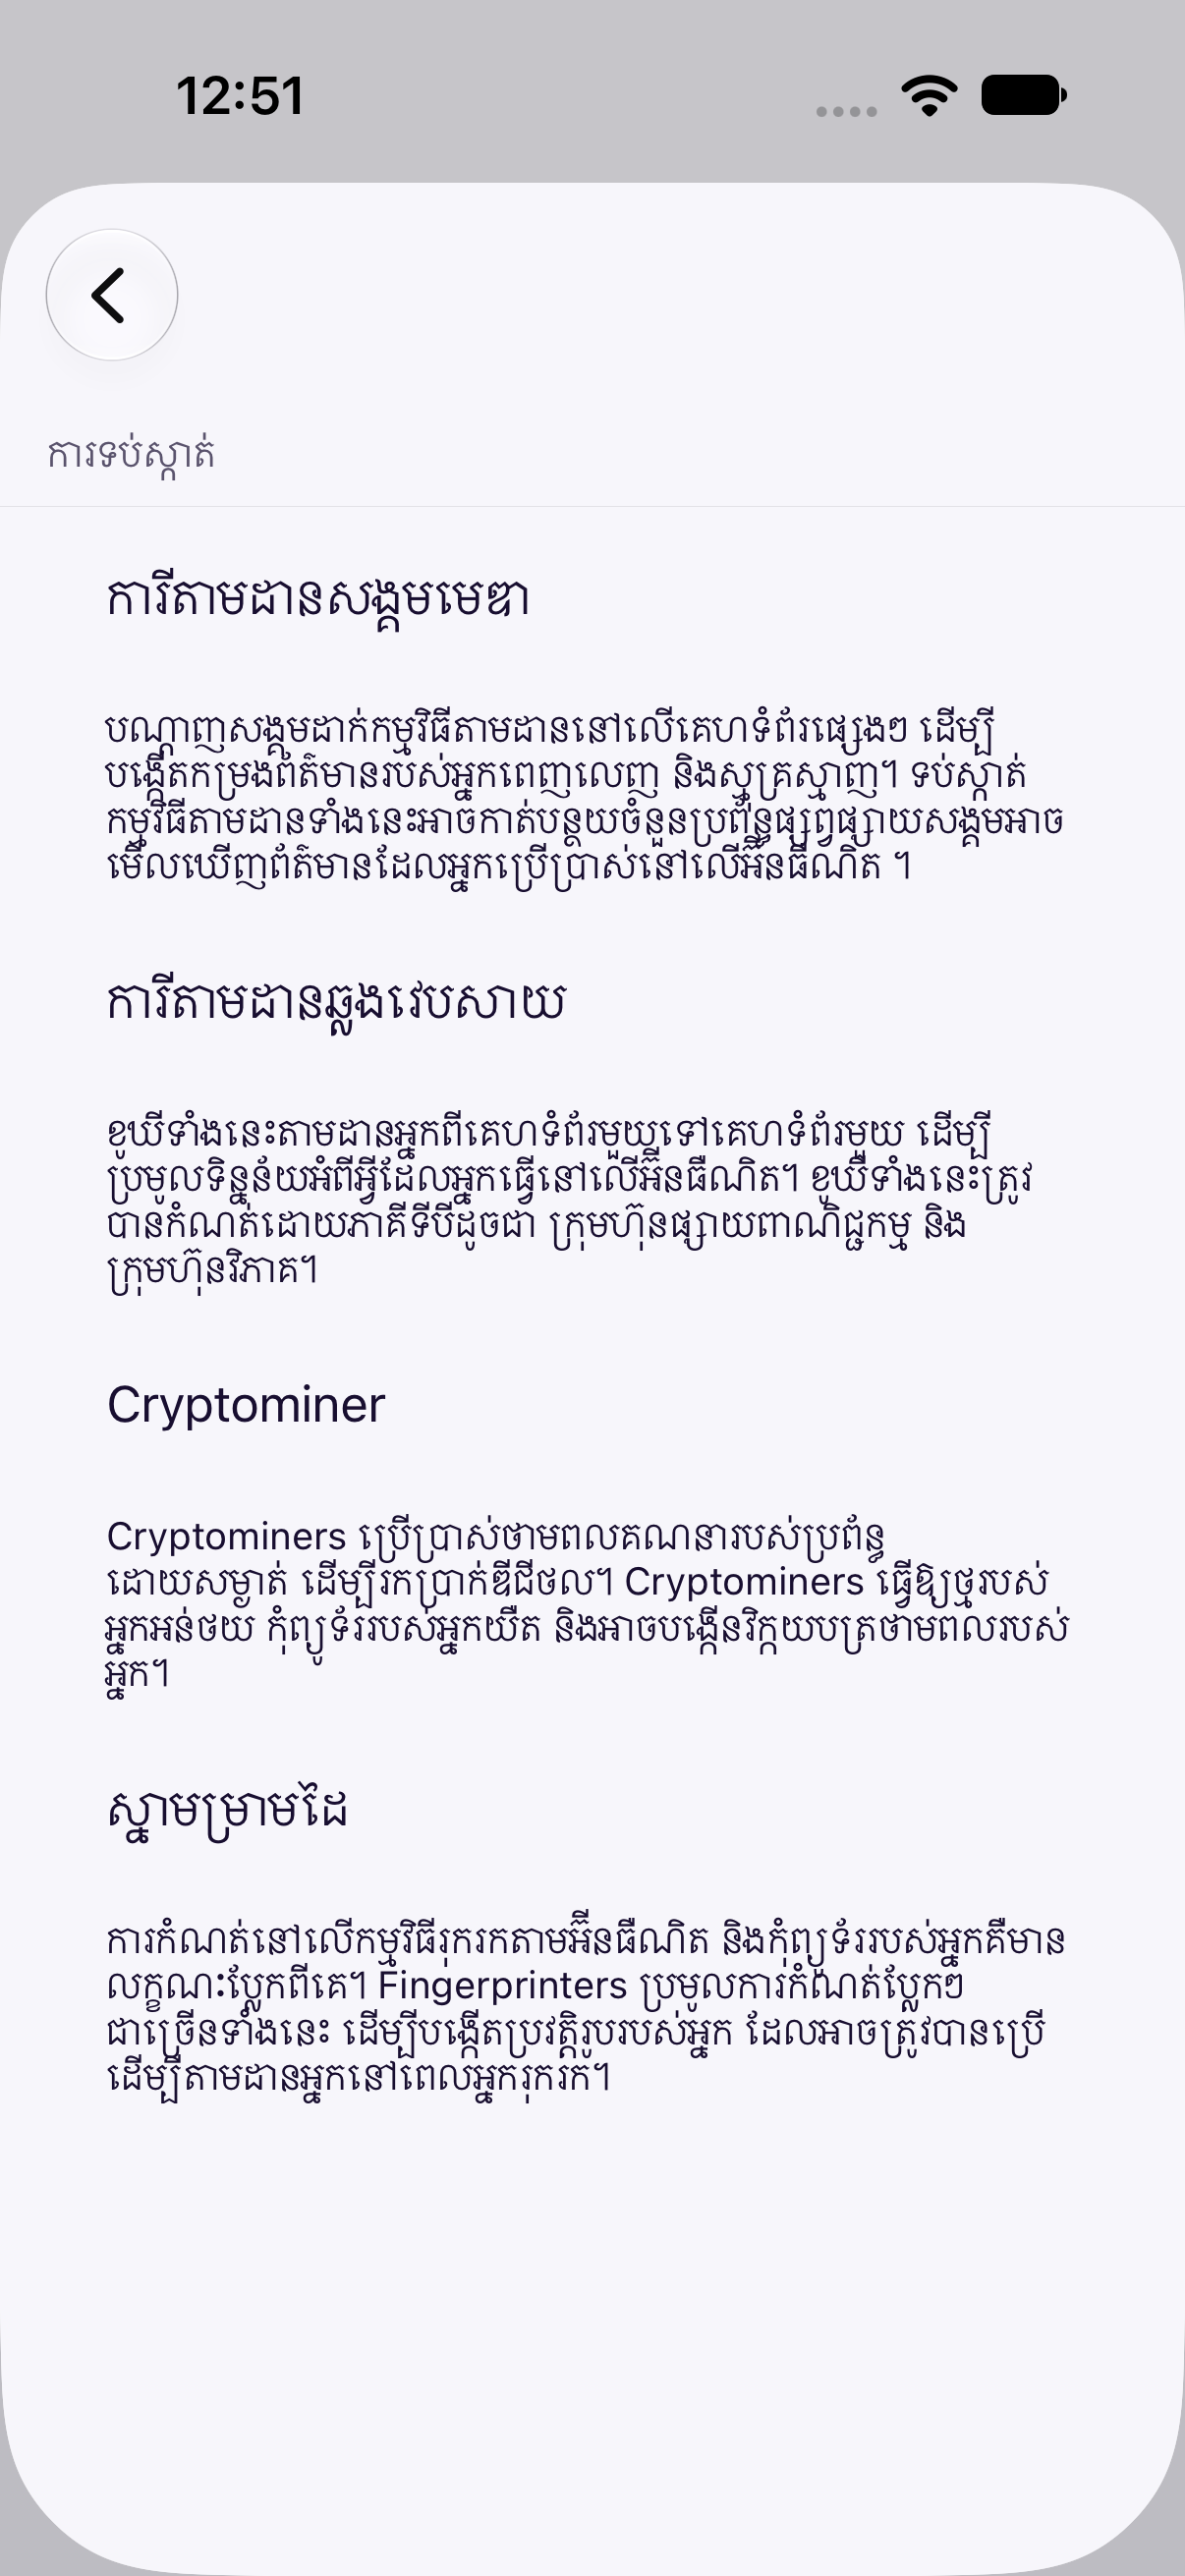 12:51
ការទប់ស្កាត់
ការីតាមដានសង្គមមេឌា
បណ្ដាញសង្គមដាក់កម្មវិធីតាមដាននៅលើគេហទំព័រផ្សេងៗ ដើម្បី
បង្កើតកម្រងព័ត៌មានរបស់អ្នកពេញលេញ និងស្មុគ្រស្មាញ។ ទប់ស្កាត់
កម្មវិធីតាមដានទាំងនេះអាចកាត់បន្ថយចំនួនប្រព័ន្ធផ្សព្វផ្សាយសង្គមអាច
មើលឃើញព័ត៌មានដែលអ្នកប្រើប្រាស់នៅលើអ៊ីនធឺណិត ។
ការីតាមដានឆ្លងវេបសាយ
ខូឃីទាំងនេះតាមដានអ្នកពីគេហទំព័រមួយទៅគេហទំព័រមួយ ដើម្បី
ប្រមូលទិន្នន័យអំពីអ្វីដែលអ្នកធ្វើនៅលើអ៊ីនធឺណិត។ ខូឃីទាំងនេះត្រូវ
បានកំណត់ដោយភាគីទីបីដូចជា ក្រុមហ៊ុនផ្សាយពាណិជ្ជកម្ម និង
ក្រុមហ៊ុនវិភាគ។
Cryptominer
Cryptominers ប្រើប្រាស់ថាមពលគណនារបស់ប្រព័ន្ធ
ដោយសម្ងាត់ ដើម្បីរកប្រាក់ឌីជីថល។ Cryptominers ធ្វើឱ្យថ្មរបស់
អ្នកអន់ថយ កុំព្យូទ័ររបស់អ្នកយឺត និងអាចបង្កើនវិក្កយបត្រថាមពលរបស់
អ្នក។
ស្នាមម្រាមដៃ
ការកំណត់នៅលើកម្មវិធីរុករកតាមអ៊ីនធឺណិត និងកុំព្យូទ័ររបស់អ្នកគឺមាន
លក្ខណៈប្លែកពីគេ។ Fingerprinters ប្រមូលការកំណត់ប្លែកៗ
ជាច្រើនទាំងនេះ ដើម្បីបង្កើតប្រវត្តិរូបរបស់អ្នក ដែលអាចត្រូវបានប្រើ
ដើម្បីតាមដានអ្នកនៅពេលអ្នករុករក។